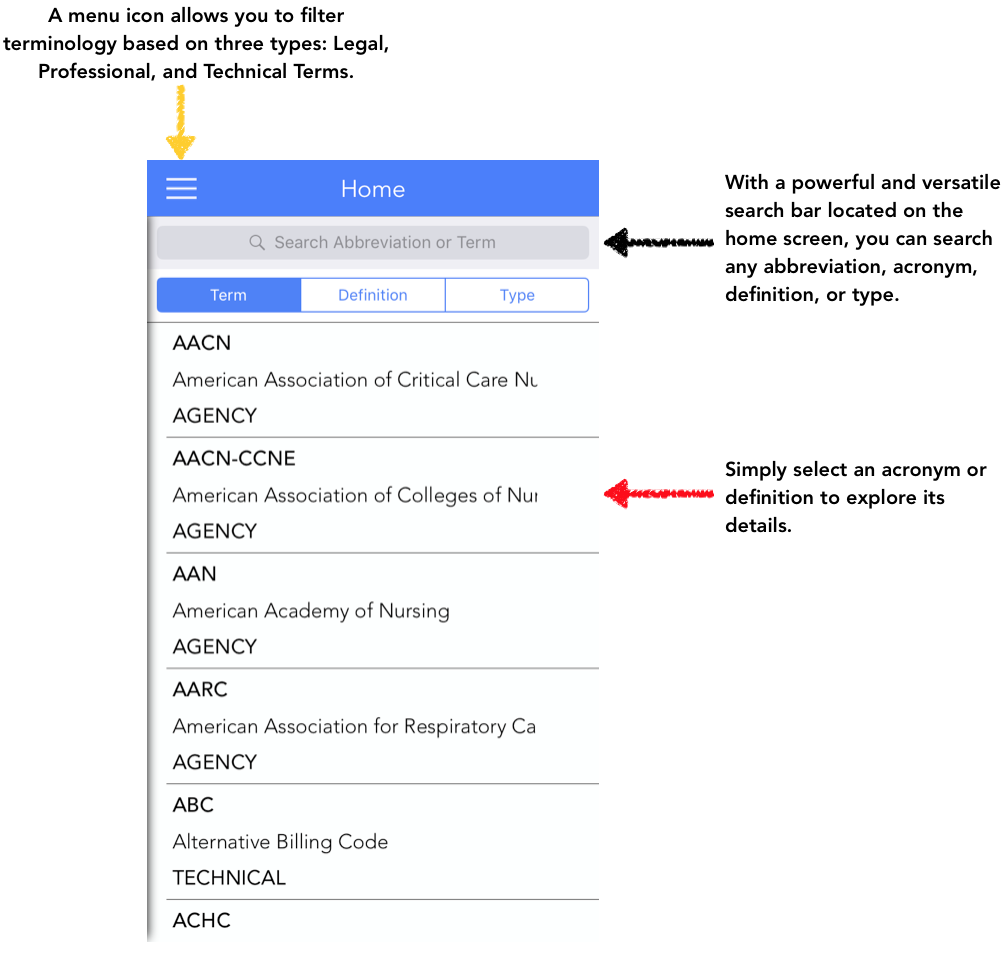 A menu icon allows you to filter
terminology based on three types: Legal,
Professional, and Technical Terms.
Home
With a powerful and versatile
search bar located on the
home screen, you can search
any abbreviation, acronym,
definition, or type.
Search Abbreviation or Term
Term Definition Type
AACN
American Association of Critical Care Nu
AGENCY
AACN-CCNE
American Association of Colleges of Nur
AGENCY
Simply select an acronym or
definition to explore its
details.
AAN
American Academy of Nursing
AGENCY
AARC
American Association for Respiratory Ca
AGENCY
ABC
Alternative Billing Code
TECHNICAL
ACHC